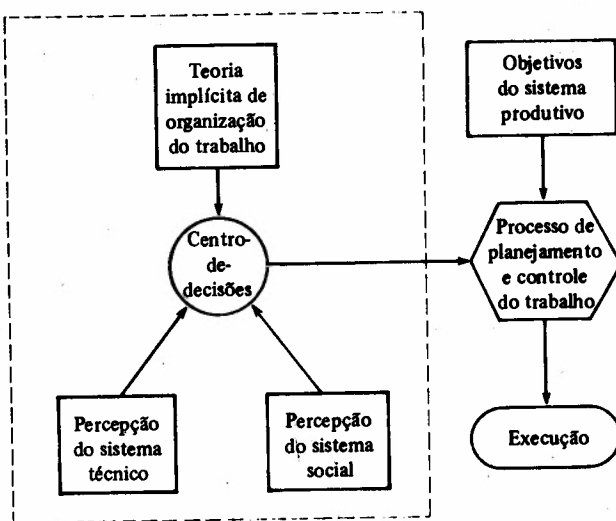 Teoria
implícita de
organização
do trabalho
Objetivos
do sistema
produtivo
Centro-
de-
decisões
Processo de
planejamento
e controle
do trabalho
Percepção
do sistema
técnico
Percepção
do sistema
social
Execução